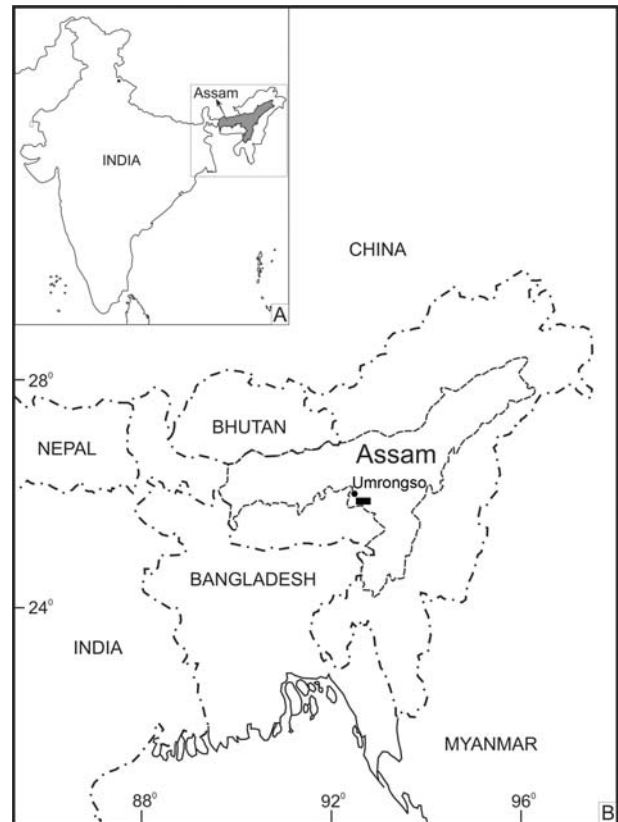 Assam
INDIA
A
CHINA
28°
BHUTAN
NEPAL
Assam
Umrongso
BANGLADESH
24°
INDIA
MYANMAR
88°
92°
96°
B